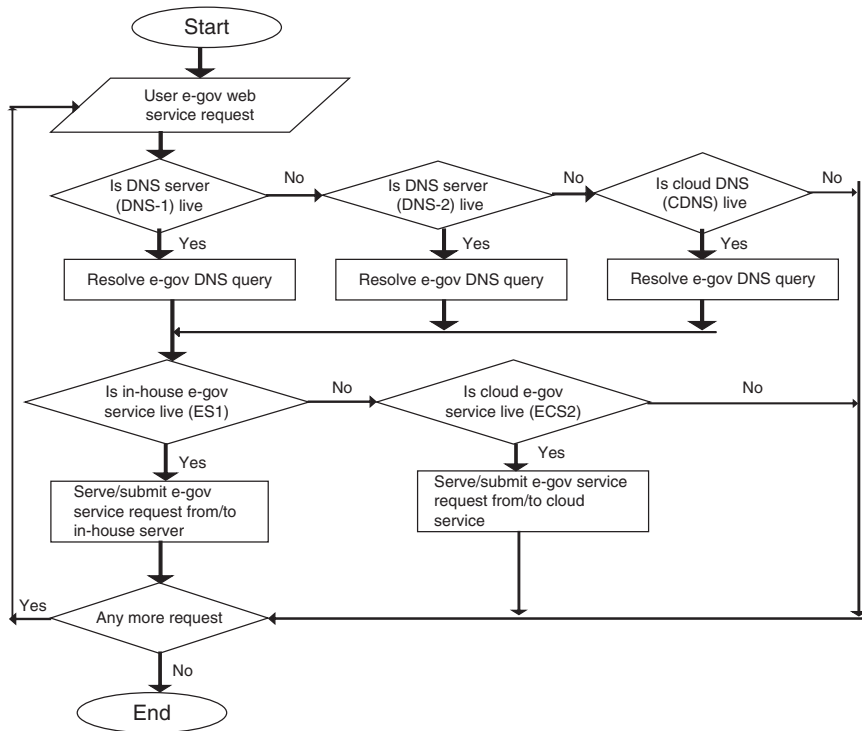 Start
User e-gov web
service request
Is DNS server
(DNS-1) live
No
Is DNS server
(DNS-2) live
No
Is cloud DNS
(CDNS) live
No
Yes
Yes
Yes
Resolve e-gov DNS query
Resolve e-gov DNS query
Resolve e-gov DNS query
Is in-house e-gov
service live (ES1)
No
Is cloud e-gov
service live (ECS2)
No
Yes
Yes
Serve/submit e-gov
service request from/to
in-house server
Serve/submit e-gov service
request from/to cloud
service
Yes
Any more request
No
End